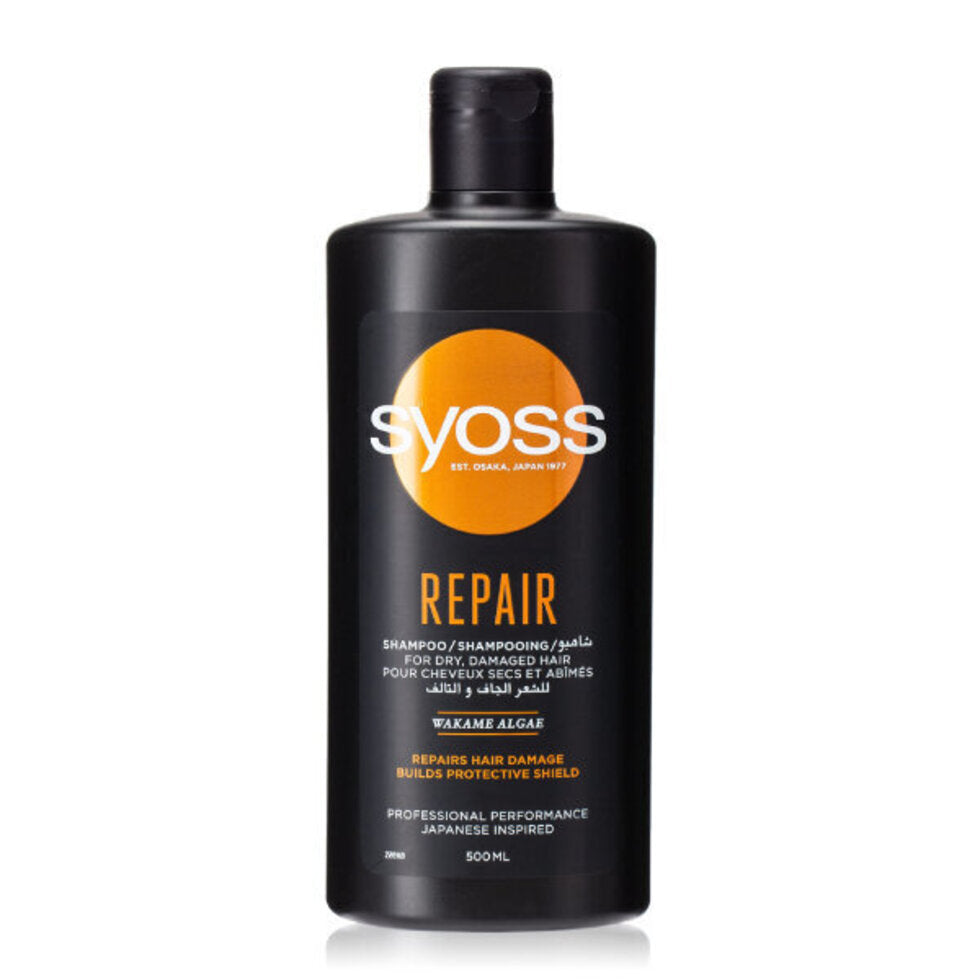 syoss
EST. OSAKA, JAPAN 1977
REPAIR
SHAMPOO/SHAMPOOING/شامبو
FOR DRY, DAMAGED HAIR
POUR CHEVEUX SECS ET ABÎMÉS
للشعر الجاف و التالف
WAKAME ALGAE
REPAIRS HAIR DAMAGE
BUILDS PROTECTIVE SHIELD
PROFESSIONAL PERFORMANCE
JAPANESE INSPIRED
500ML